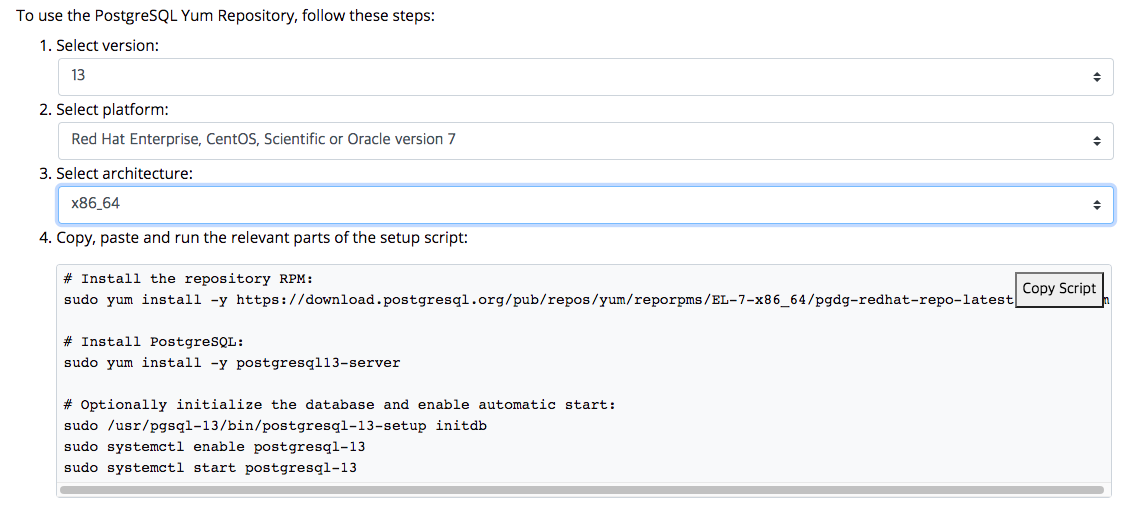 To use the PostgreSQL Yum Repository, follow these steps:
1. Select version:
13
2. Select platform:
Red Hat Enterprise, CentOS, Scientific or Oracle version 7
3. Select architecture:
x86_64
4. Copy, paste and run the relevant parts of the setup script:
# Install the repository RPM:
sudo yum install -y https://download.postgresql.org/pub/repos/yum/reporpms/EL-7-x86_64/pgdg-redhat-repo-latest
Copy Script
# Install PostgreSQL:
sudo yum install -y postgresql13-server
# Optionally initialize the database and enable automatic start:
sudo /usr/pgsql-13/bin/postgresql-13-setup initdb
sudo systemctl enable postgresql-13
sudo systemctl start postgresql-13